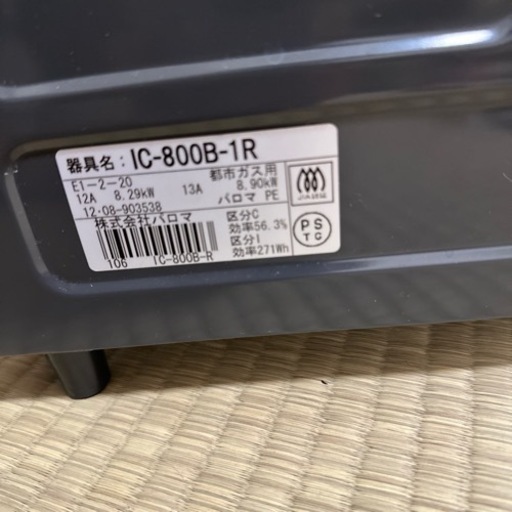 器具名：IC-800B-1R
E1-2-20 都市ガス用
12A 8.29kW 13A 8.90kW
12・08-903538 パロマ PE
株式会社パロマ 区分C
効率56.3%
区分I
効率271Wh
106 IC-800B-R
PS
TG